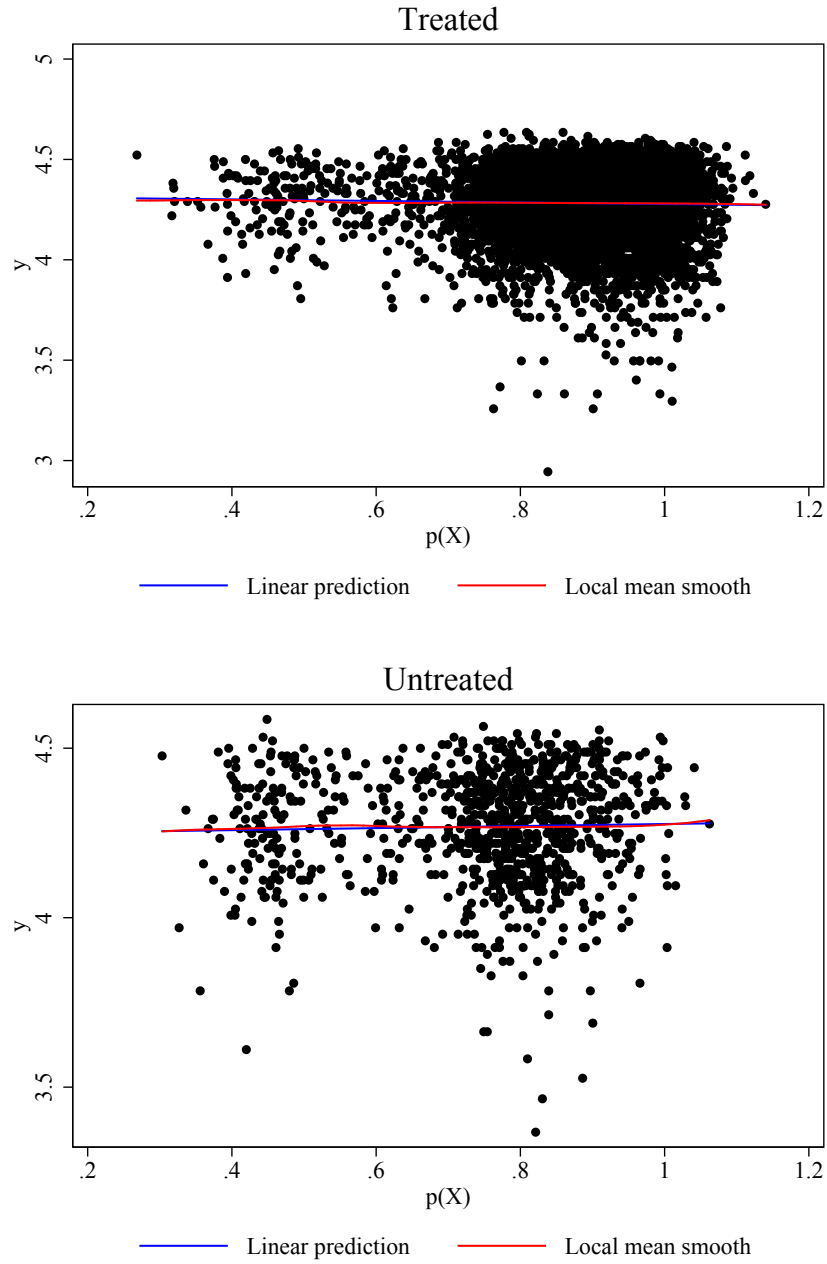 Treated
5
4.5
4
3.5
3
y
.2 .4 .6 .8 1 1.2
p(X)
Linear prediction Local mean smooth
Untreated
4.5
4
3.5
y
.2 .4 .6 .8 1 1.2
p(X)
Linear prediction Local mean smooth